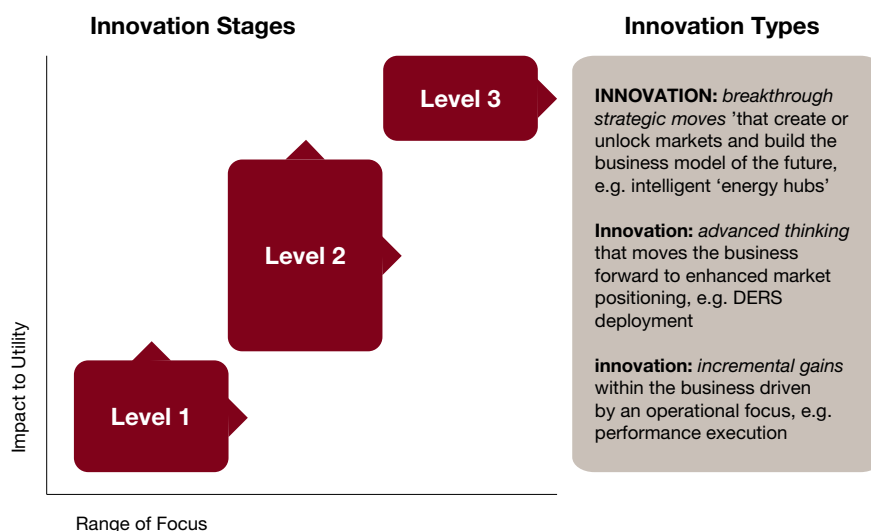 Innovation Stages
Innovation Types
Level 3
Level 2
Level 1
INNOVATION: breakthrough
strategic moves ’that create or
unlock markets and build the
business model of the future,
e.g. intelligent ‘energy hubs’
Innovation: advanced thinking
that moves the business
forward to enhanced market
positioning, e.g. DERS
deployment
innovation: incremental gains
within the business driven
by an operational focus, e.g.
performance execution
Impact to Utility
Range of Focus